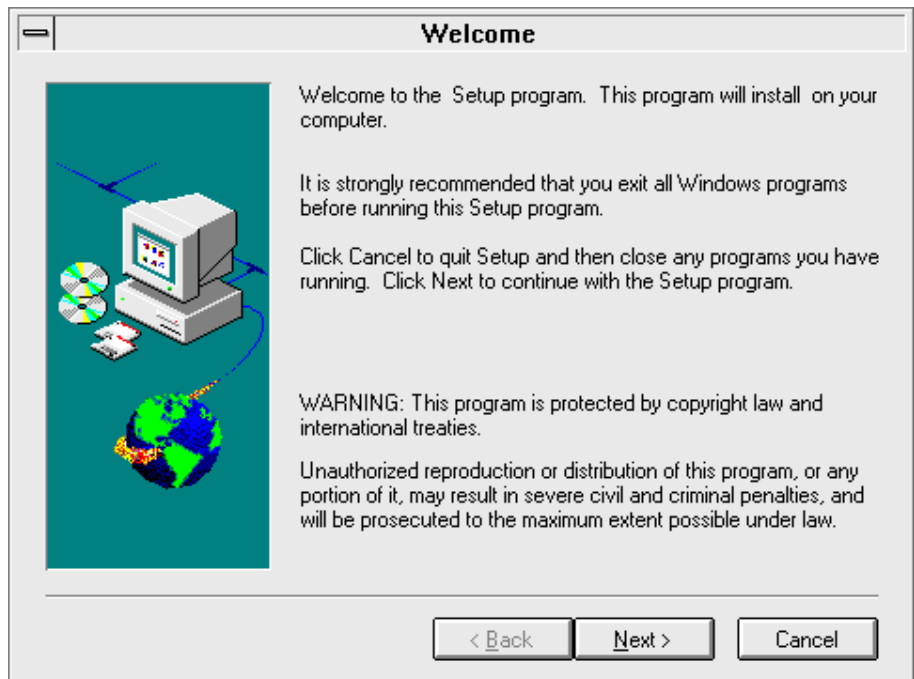 Welcome
Welcome to the  Setup program.  This program will install  on your
computer.
It is strongly recommended that you exit all Windows programs
before running this Setup program.
Click Cancel to quit Setup and then close any programs you have
running.  Click Next to continue with the Setup program.
WARNING: This program is protected by copyright law and
international treaties.
Unauthorized reproduction or distribution of this program, or any
portion of it, may result in severe civil and criminal penalties, and
will be prosecuted to the maximum extent possible under law.
< Back
Next >
Cancel